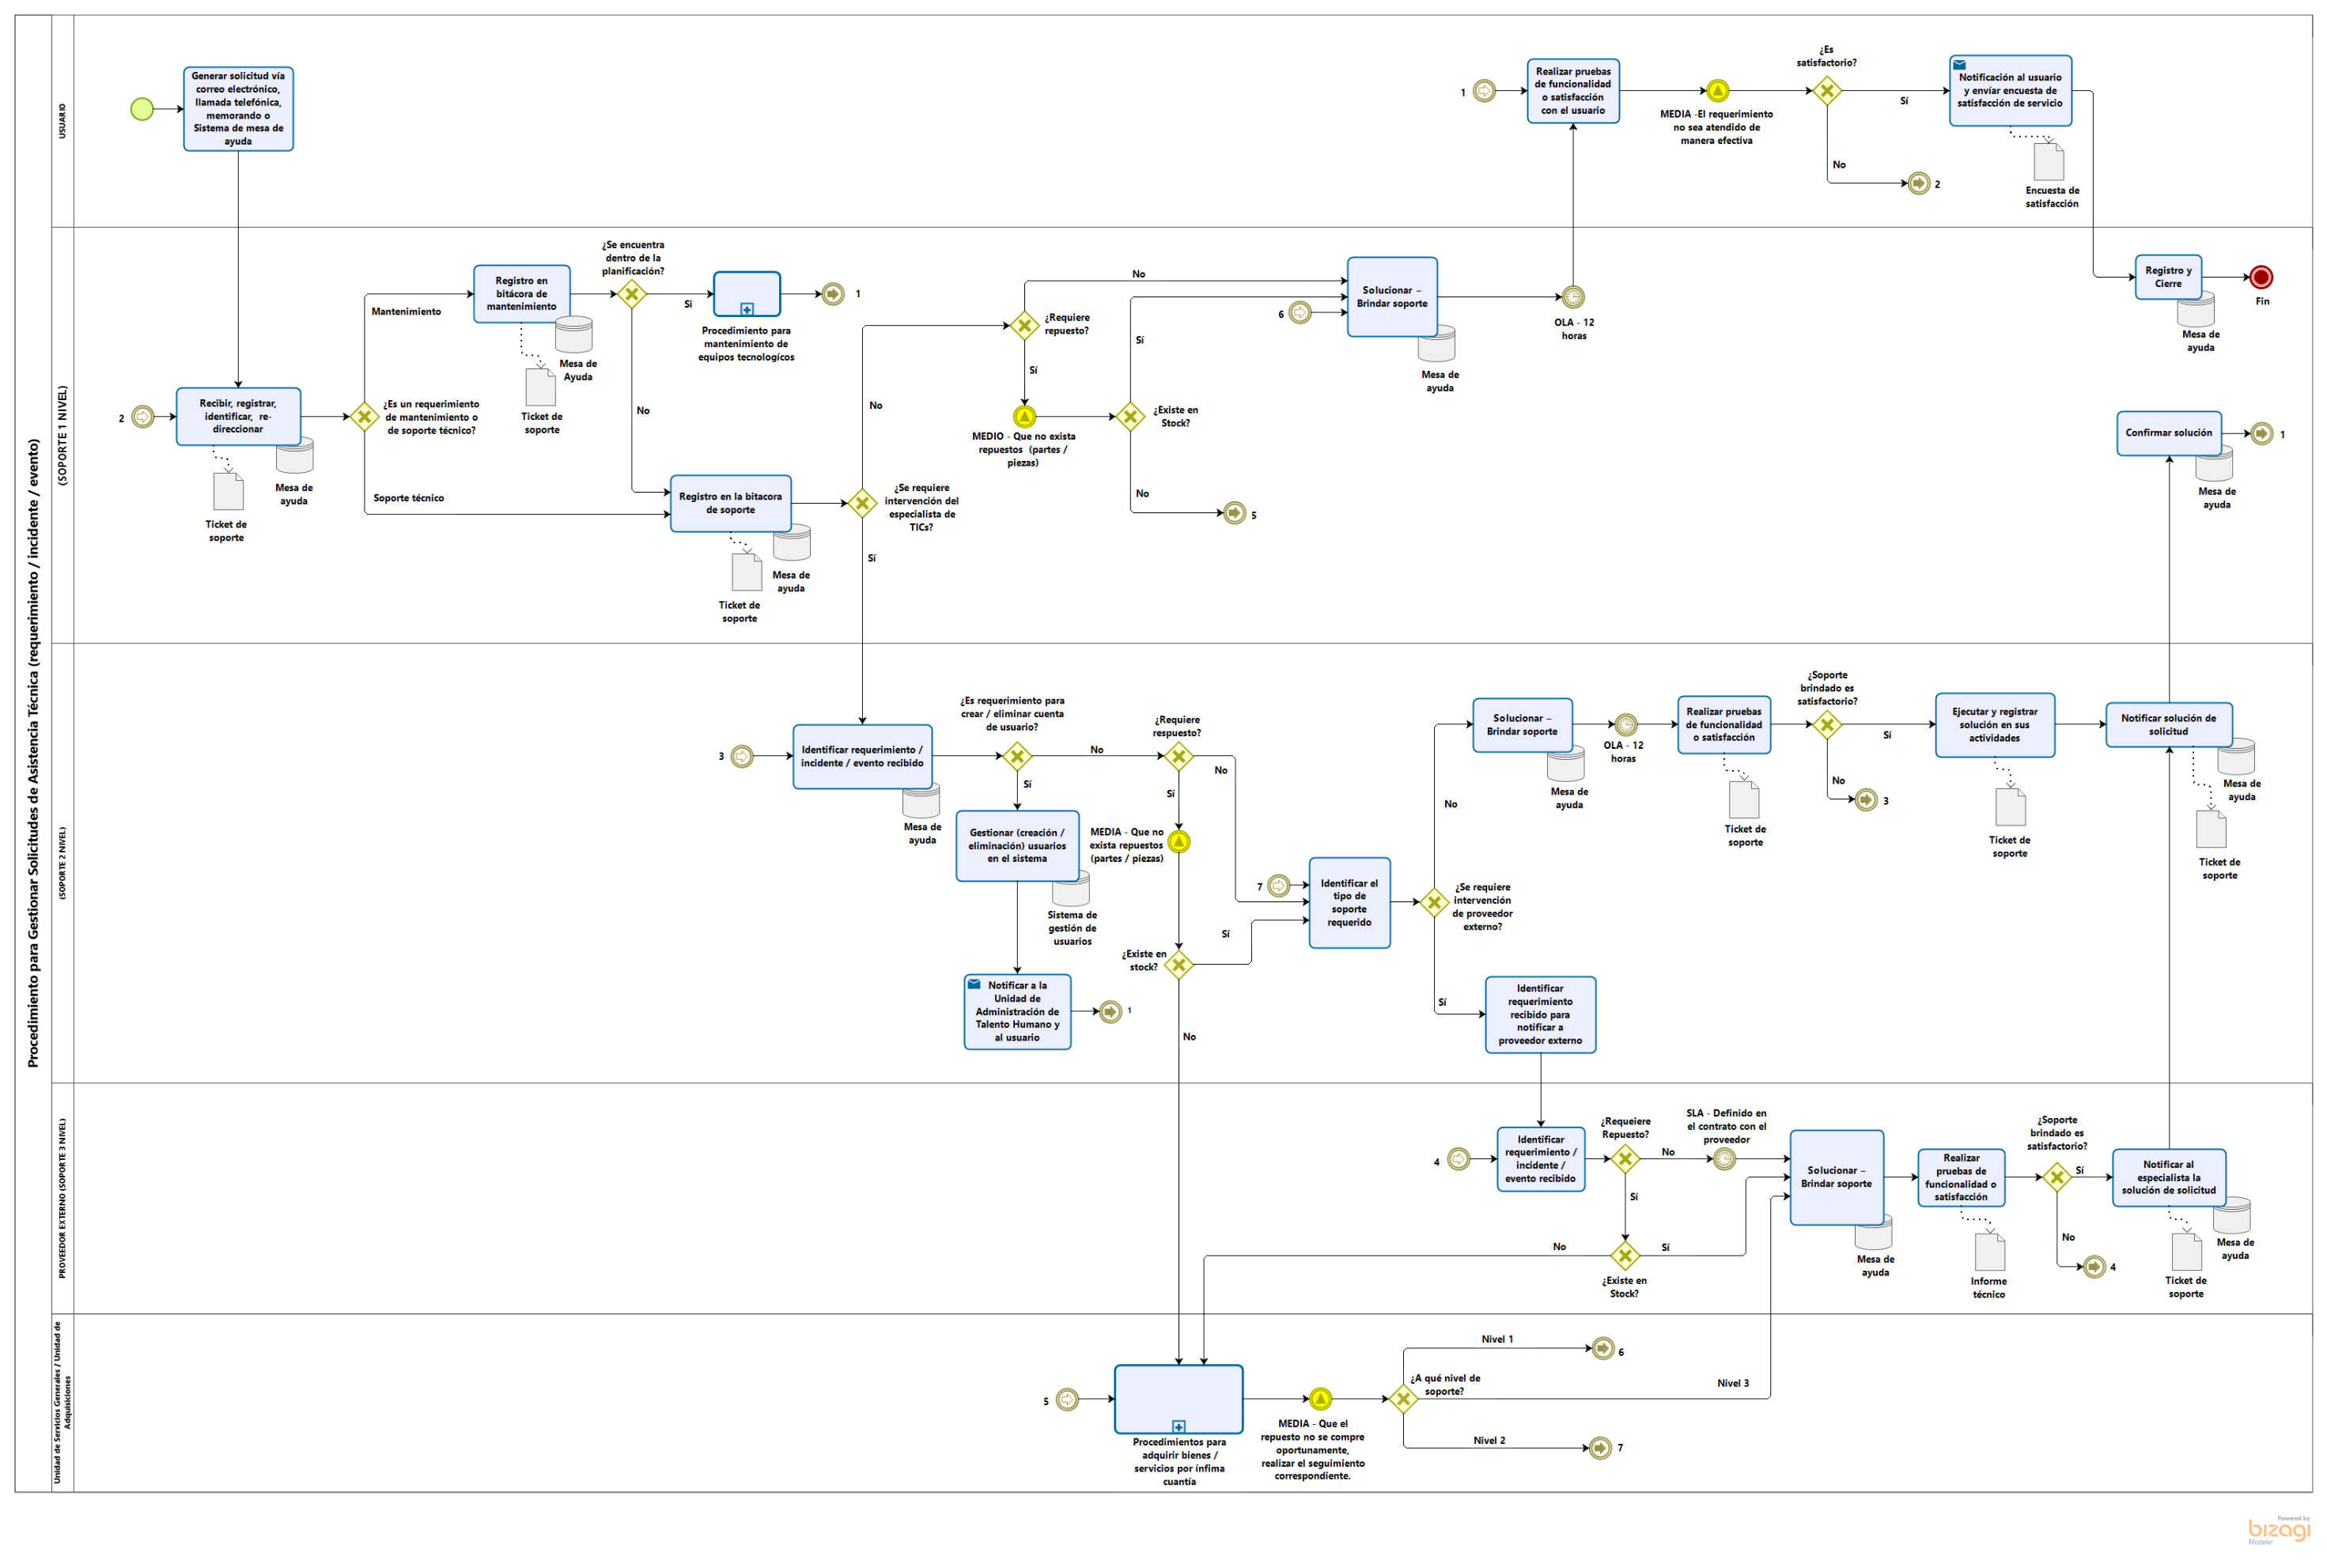 Procedimiento para Gestionar Solicitudes de Asistencia Técnica (requerimiento / incidente / evento)
USUARIO
Generar solicitud vía
correo electrónico,
llamada telefónica,
memorando o
Sistema de mesa de
ayuda
1
Realizar pruebas
de funcionalidad
o satisfacción
con el usuario
MEDIA -El requerimiento
no sea atendido de
manera efectiva
¿Es
satisfactorio?
Sí
No
2
Notificación al usuario
y envíar encuesta de
satisfacción de servicio
Encuesta de
satisfacción
(SOPORTE 1 NIVEL)
2
Recibir, registrar,
identificar, re-
direccionar
Ticket de
soporte
Mesa de
ayuda
¿Es un requerimiento
de mantenimiento o
de soporte técnico?
Mantenimiento
Soporte técnico
Registro en
bitácora de
mantenimiento
Mesa de
Ayuda
Ticket de
soporte
¿Se encuentra
dentro de la
planificación?
Si
No
Procedimiento para
mantenimiento de
equipos tecnologícos
1
Registro en la bitacora
de soporte
Mesa de
ayuda
Ticket de
soporte
¿Se requiere
intervención del
especialista de
TICs?
No
Sí
¿Requiere
repuesto?
No
Sí
MEDIO - Que no exista
repuestos (partes /
piezas)
¿Existe en
Stock?
Sí
No
5
6
Solucionar –
Brindar soporte
Mesa de
ayuda
OLA - 12
horas
Registro y
Cierre
Mesa de
ayuda
Fin
Confirmar solución
1
Mesa de
ayuda
(SOPORTE 2 NIVEL)
3
Identificar requerimiento /
incidente / evento recibido
Mesa de
ayuda
¿Es requerimiento para
crear / eliminar cuenta
de usuario?
No
Sí
Gestionar (creación /
eliminación) usuarios
en el sistema
Sistema de
gestión de
usuarios
Notificar a la
Unidad de
Administración de
Talento Humano y
al usuario
1
¿Requiere
respuesto?
No
Sí
MEDIA - Que no
exista repuestos
(partes / piezas)
¿Existe en
stock?
Sí
No
7
Identificar el
tipo de
soporte
requerido
¿Se requiere
intervención
de proveedor
externo?
No
Sí
Solucionar –
Brindar soporte
Mesa de
ayuda
OLA - 12
horas
Realizar pruebas
de funcionalidad
o satisfacción
Ticket de
soporte
¿Soporte
brindado es
satisfactorio?
Sí
No
3
Ejecutar y registrar
solución en sus
actividades
Ticket de
soporte
Notificar solución de
solicitud
Mesa de
ayuda
Ticket de
soporte
Identificar
requerimiento
recibido para
notificar a
proveedor externo
PROVEEDOR EXTERNO (SOPORTE 3 NIVEL)
4
Identificar
requerimiento /
incidente /
evento recibido
¿Requeiere
Repuesto?
No
Sí
SLA - Definido en
el contrato con el
proveedor
¿Existe en
Stock?
No
Sí
Solucionar –
Brindar soporte
Mesa de
ayuda
Realizar
pruebas de
funcionalidad o
satisfacción
Informe
técnico
¿Soporte
brindado es
satisfactorio?
Sí
No
4
Notificar al
especialista la
solución de solicitud
Mesa de
ayuda
Ticket de
soporte
Unidad de Servicios Generales / Unidad de
Adquisiciones
5
Procedimientos para
adquirir bienes /
servicios por ínfima
cuantía
MEDIA - Que el
repuesto no se compre
oportunamente,
realizar el seguimiento
correspondiente.
¿A qué nivel de
soporte?
Nivel 1
6
Nivel 3
Nivel 2
7
Powered by
bizagi
Modeler